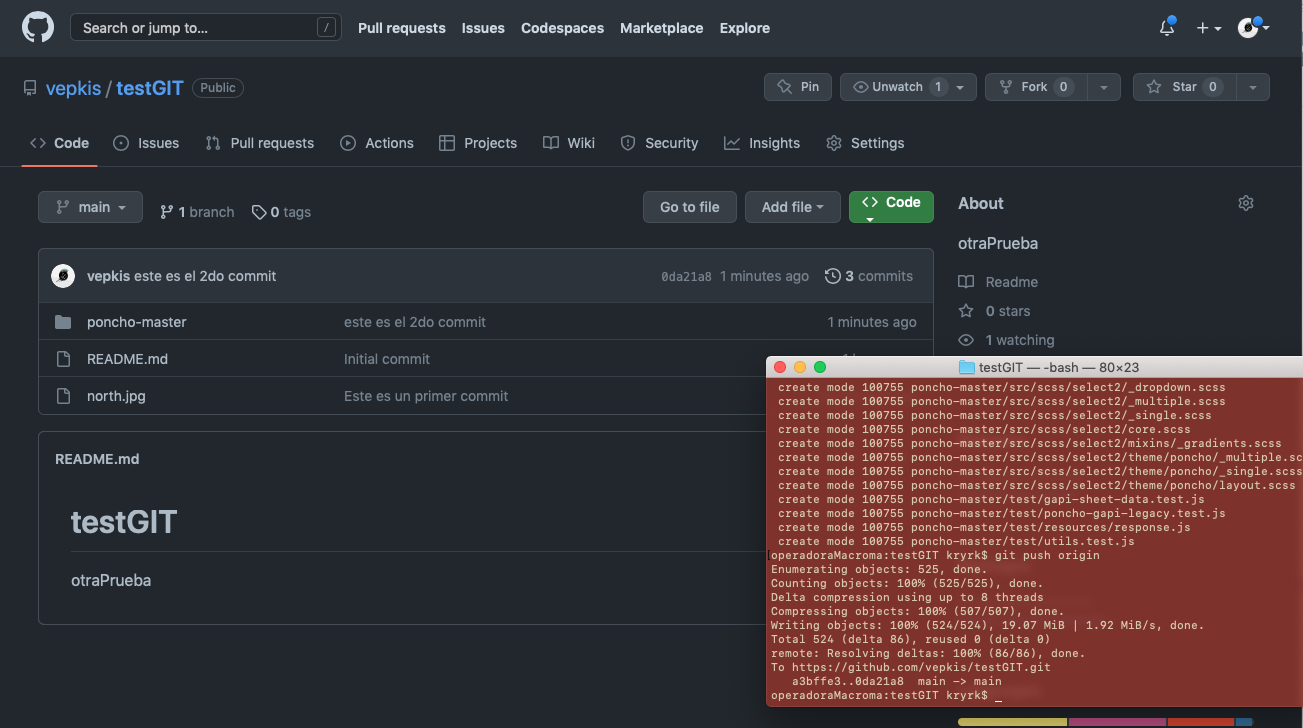 Search or jump to... /
Pull requests Issues Codespaces Marketplace Explore
vepkis / testGIT Public
Pin Unwatch 1 Fork 0 Star 0
Code Issues Pull requests Actions Projects Wiki Security Insights Settings
main 1 branch 0 tags Go to file Add file Code
vepkis este es el 2do commit 0da21a8 1 minutes ago 3 commits
poncho-master este es el 2do commit 1 minutes ago
README.md Initial commit
north.jpg Este es un primer commit
README.md
testGIT
otraPrueba
About
otraPrueba
Readme
0 stars
1 watching
testGIT — -bash — 80×23
create mode 100755 poncho-master/src/scss/select2/_dropdown.scss
create mode 100755 poncho-master/src/scss/select2/_multiple.scss
create mode 100755 poncho-master/src/scss/select2/_single.scss
create mode 100755 poncho-master/src/scss/select2/core.scss
create mode 100755 poncho-master/src/scss/select2/mixins/_gradients.scss
create mode 100755 poncho-master/src/scss/select2/theme/poncho/_multiple.sc
create mode 100755 poncho-master/src/scss/select2/theme/poncho/_single.scss
create mode 100755 poncho-master/src/scss/select2/theme/poncho/layout.scss
create mode 100755 poncho-master/test/gapi-sheet-data.test.js
create mode 100755 poncho-master/test/poncho-gapi-legacy.test.js
create mode 100755 poncho-master/test/resources/response.js
create mode 100755 poncho-master/test/utils.test.js
operadoraMacroma:testGIT kryrk$ git push origin
Enumerating objects: 525, done.
Counting objects: 100% (525/525), done.
Delta compression using up to 8 threads
Compressing objects: 100% (507/507), done.
Writing objects: 100% (524/524), 19.07 MiB | 1.92 MiB/s, done.
Total 524 (delta 86), reused 0 (delta 0)
remote: Resolving deltas: 100% (86/86), done.
To https://github.com/vepkis/testGIT.git
a3bffe3..0da21a8 main -> main
operadoraMacroma:testGIT kryrk$ _